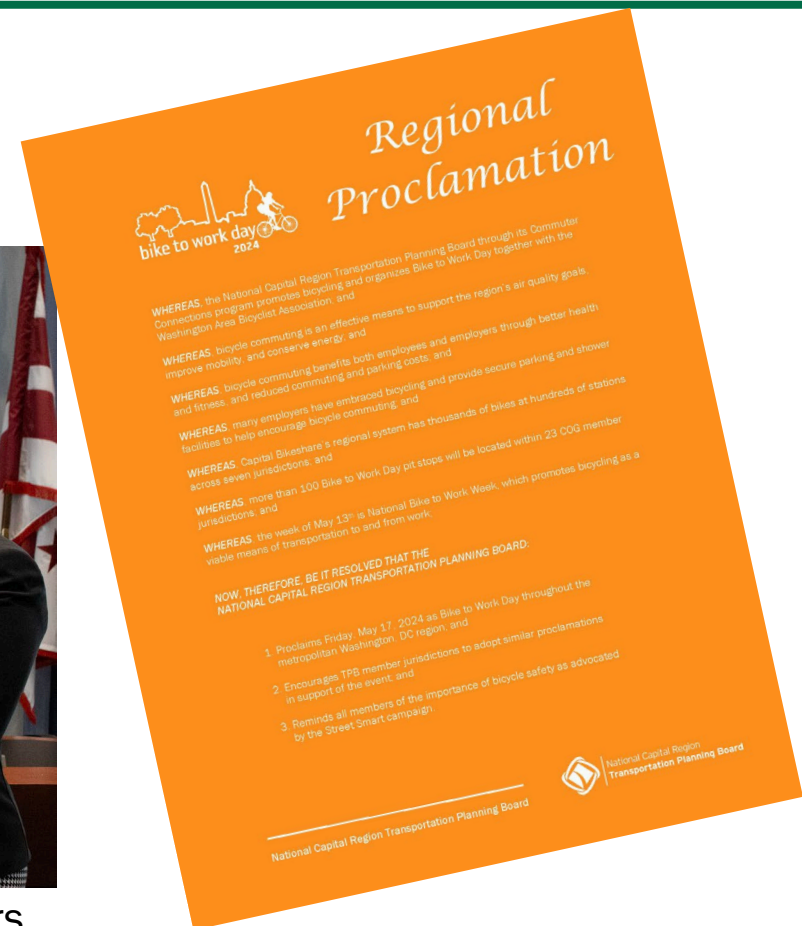 Regional
Proclamation
bike to work day
2024
WHEREAS, the National Capital Region Transportation Planning Board through its Commuter
Connections program promotes bicycling and organizes Bike to Work Day together with the
Washington Area Bicyclist Association; and
WHEREAS, bicycle commuting is an effective means to support the region's air quality goals,
improve mobility, and conserve energy; and
WHEREAS, bicycle commuting benefits both employees and employers through better health
and fitness, and reduced commuting and parking costs; and
WHEREAS, many employers have embraced bicycling and provide secure parking and shower
facilities to help encourage bicycle commuting; and
WHEREAS, Capital Bikeshare's regional system has thousands of bikes at hundreds of stations
across seven jurisdictions; and
WHEREAS, more than 100 Bike to Work Day pit stops will be located within 23 COG member
jurisdictions; and
WHEREAS, the week of May 13th is National Bike to Work Week, which promotes bicycling as a
viable means of transportation to and from work;
NOW, THEREFORE, BE IT RESOLVED THAT THE
NATIONAL CAPITAL REGION TRANSPORTATION PLANNING BOARD:
1. Proclaims Friday, May 17, 2024 as Bike to Work Day throughout the
metropolitan Washington, DC region; and
2. Encourages TPB member jurisdictions to adopt similar proclamations
in support of the event; and
3. Reminds all members of the importance of bicycle safety as advocated
by the Street Smart campaign.
National Capital Region Transportation Planning Board
National Capital Region
Transportation Planning Board
rs